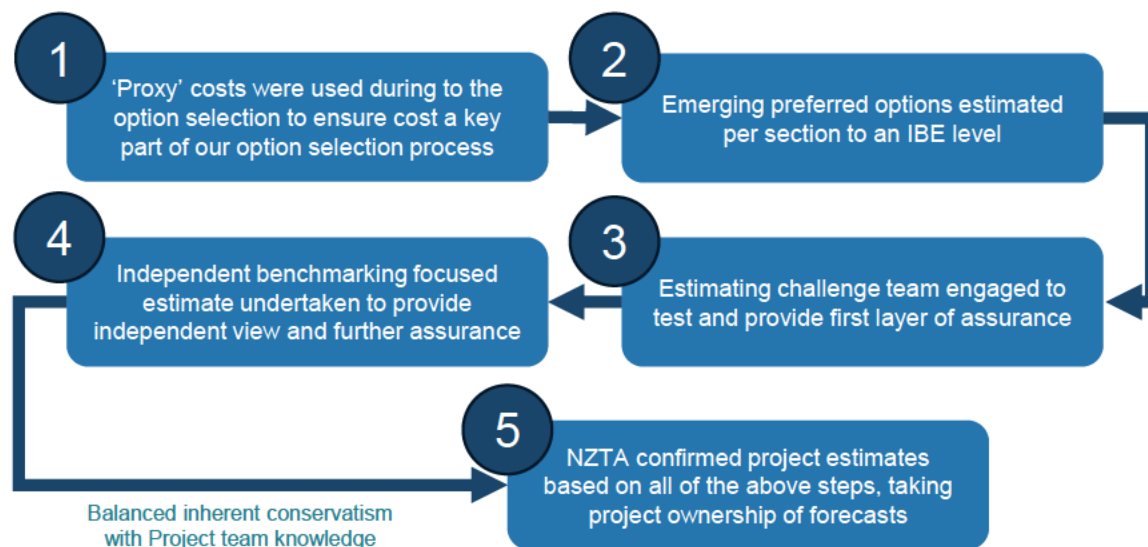 1
'Proxy' costs were used during to the
option selection to ensure cost a key
part of our option selection process
2
Emerging preferred options estimated
per section to an IBE level
3
Estimating challenge team engaged to
test and provide first layer of assurance
4
Independent benchmarking focused
estimate undertaken to provide
independent view and further assurance
5
NZTA confirmed project estimates
based on all of the above steps, taking
project ownership of forecasts
Balanced inherent conservatism
with Project team knowledge